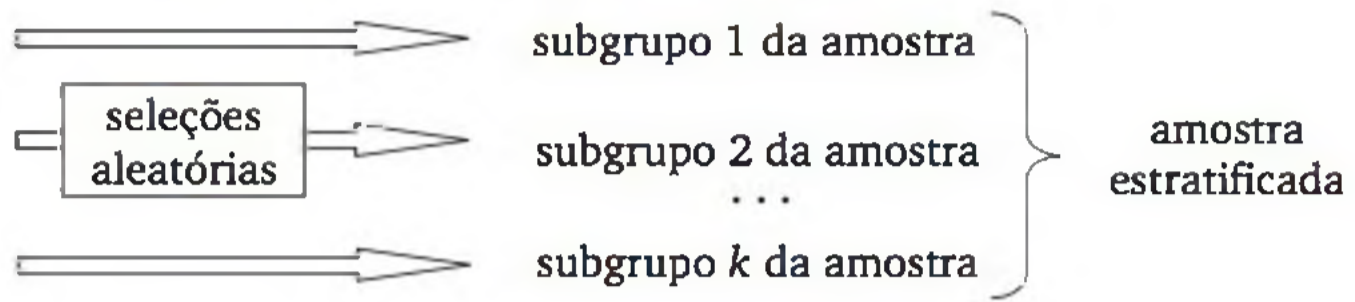 subgrupo 1 da amostra
seleções
aleatórias
subgrupo 2 da amostra
...
subgrupo k da amostra
amostra
estratificada